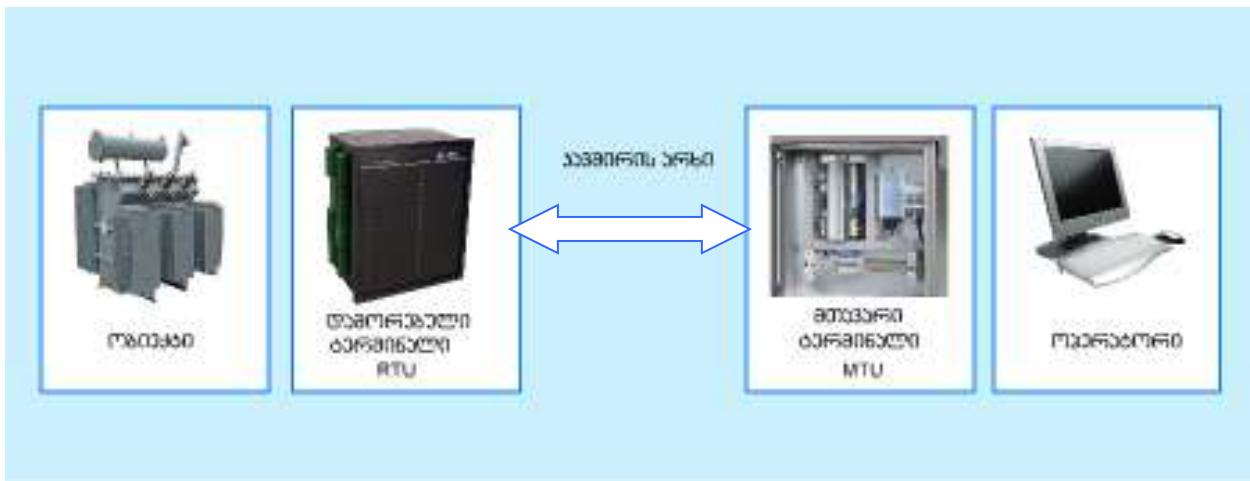 ობიექტი
დაშორებული
ტერმინალი
RTU
კავშირის არხი
მთავარი
ტერმინალი
MTU
ოპერატორი